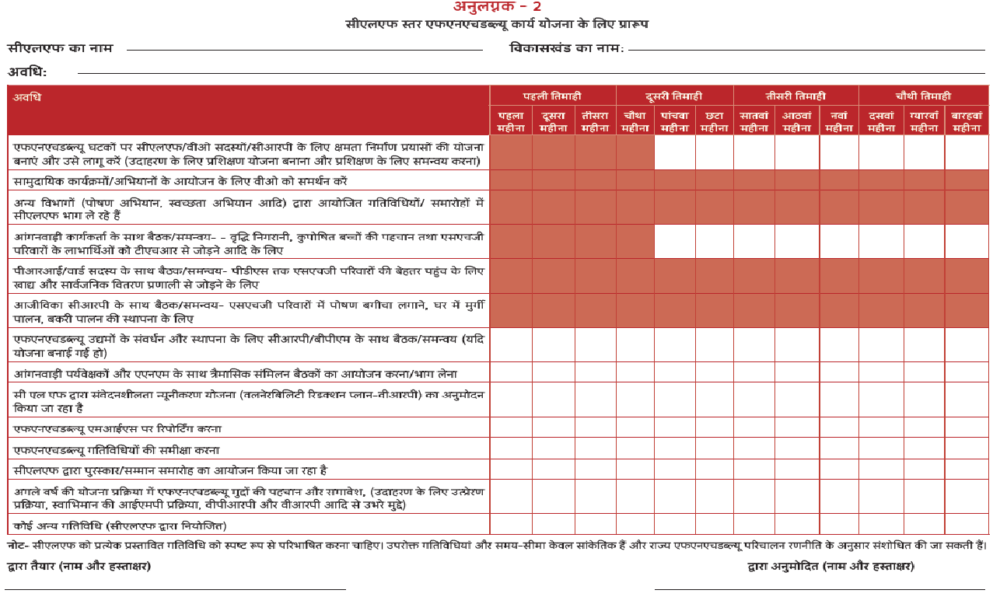 अनुलग्नक - 2
सीएलएफ स्तर एफएनएचडब्ल्यू कार्य योजना के लिए प्रारूप
सीएलएफ का नाम विकासखंड का नाम:
अवधि:
अवधि पहली तिमाही दूसरी तिमाही तीसरी तिमाही चौथी तिमाही
पहला दूसरा तीसरा चौथा पांचवा छटा सातवां आठवां नवां दसवां ग्यारवां बारहवां
महीना महीना महीना महीना महीना महीना महीना महीना महीना महीना महीना महीना
एफएनएचडब्ल्यू घटकों पर सीएलएफ/वीओ सदस्यों/सीआरपी के लिए क्षमता निर्माण प्रयासों की योजना
बनाएं और उसे लागू करें (उदाहरण के लिए प्रशिक्षण योजना बनाना और प्रशिक्षण के लिए समन्वय करना)
सामुदायिक कार्यक्रमों/अभियानों के आयोजन के लिए वीओ को समर्थन करें
अन्य विभागों (पोषण अभियान, स्वच्छता अभियान आदि) द्वारा आयोजित गतिविधियों/ समारोहों में
सीएलएफ भाग ले रहे हैं
आंगनवाड़ी कार्यकर्ता के साथ बैठक/समन्वय- - वृद्धि निगरानी, कुपोषित बच्चों की पहचान तथा एसएचजी
परिवारों के लाभार्थिओं को टीएचआर से जोड़ने आदि के लिए
पीआरआई/वार्ड सदस्य के साथ बैठक/समन्वय- पीडीएस तक एसएचजी परिवारों की बेहतर पहुंच के लिए
खाद्य और सार्वजनिक वितरण प्रणाली से जोड़ने के लिए
आजीविका सीआरपी के साथ बैठक/समन्वय- एसएचजी परिवारों में पोषण बगीचा लगाने, घर में मुर्गी
पालन, बकरी पालन की स्थापना के लिए
एफएनएचडब्ल्यू उद्यमों के संवर्धन और स्थापना के लिए सीआरपी/बीपीएम के साथ बैठक/समन्वय (यदि
योजना बनाई गई हो)
आंगनवाड़ी पर्यवेक्षकों और एएनएम के साथ त्रैमासिक संमिलन बैठकों का आयोजन करना/भाग लेना
सी एल एफ द्वारा संवेदनशीलता न्यूनीकरण योजना (वलनेरबिलिटी रिडक्शन प्लान-वीआरपी) का अनुमोदन
किया जा रहा है
एफएनएचडब्ल्यू एमआईएस पर रिपोर्टिंग करना
एफएनएचडब्ल्यू गतिविधियों की समीक्षा करना
सीएलएफ द्वारा पुरस्कार/सम्मान समारोह का आयोजन किया जा रहा है
अगले वर्ष की योजना प्रक्रिया में एफएनएचडब्ल्यू मुद्दों की पहचान और समावेश, (उदाहरण के लिए उत्प्रेरण
प्रक्रिया, स्वाभिमान की आईएमपी प्रक्रिया, वीपीआरपी और वीआरपी आदि से उभरे मुद्दे)
कोई अन्य गतिविधि (सीएलएफ द्वारा नियोजित)
नोट- सीएलएफ को प्रत्येक प्रस्तावित गतिविधि को स्पष्ट रूप से परिभाषित करना चाहिए। उपरोक्त गतिविधियां और समय-सीमा केवल सांकेतिक हैं और राज्य एफएनएचडब्ल्यू परिचालन रणनीति के अनुसार संशोधित की जा सकती हैं।
द्वारा तैयार (नाम और हस्ताक्षर) द्वारा अनुमोदित (नाम और हस्ताक्षर)